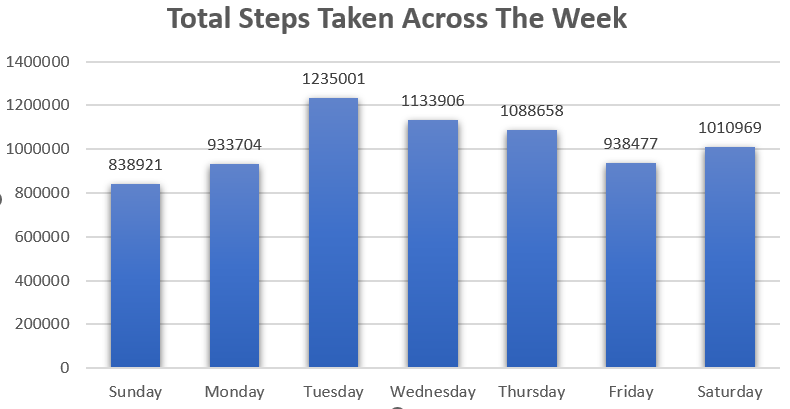 Total Steps Taken Across The Week
1400000
1200000
1000000
800000
600000
400000
200000
0
838921
933704
1235001
1133906
1088658
938477
1010969
Sunday
Monday
Tuesday
Wednesday
Thursday
Friday
Saturday